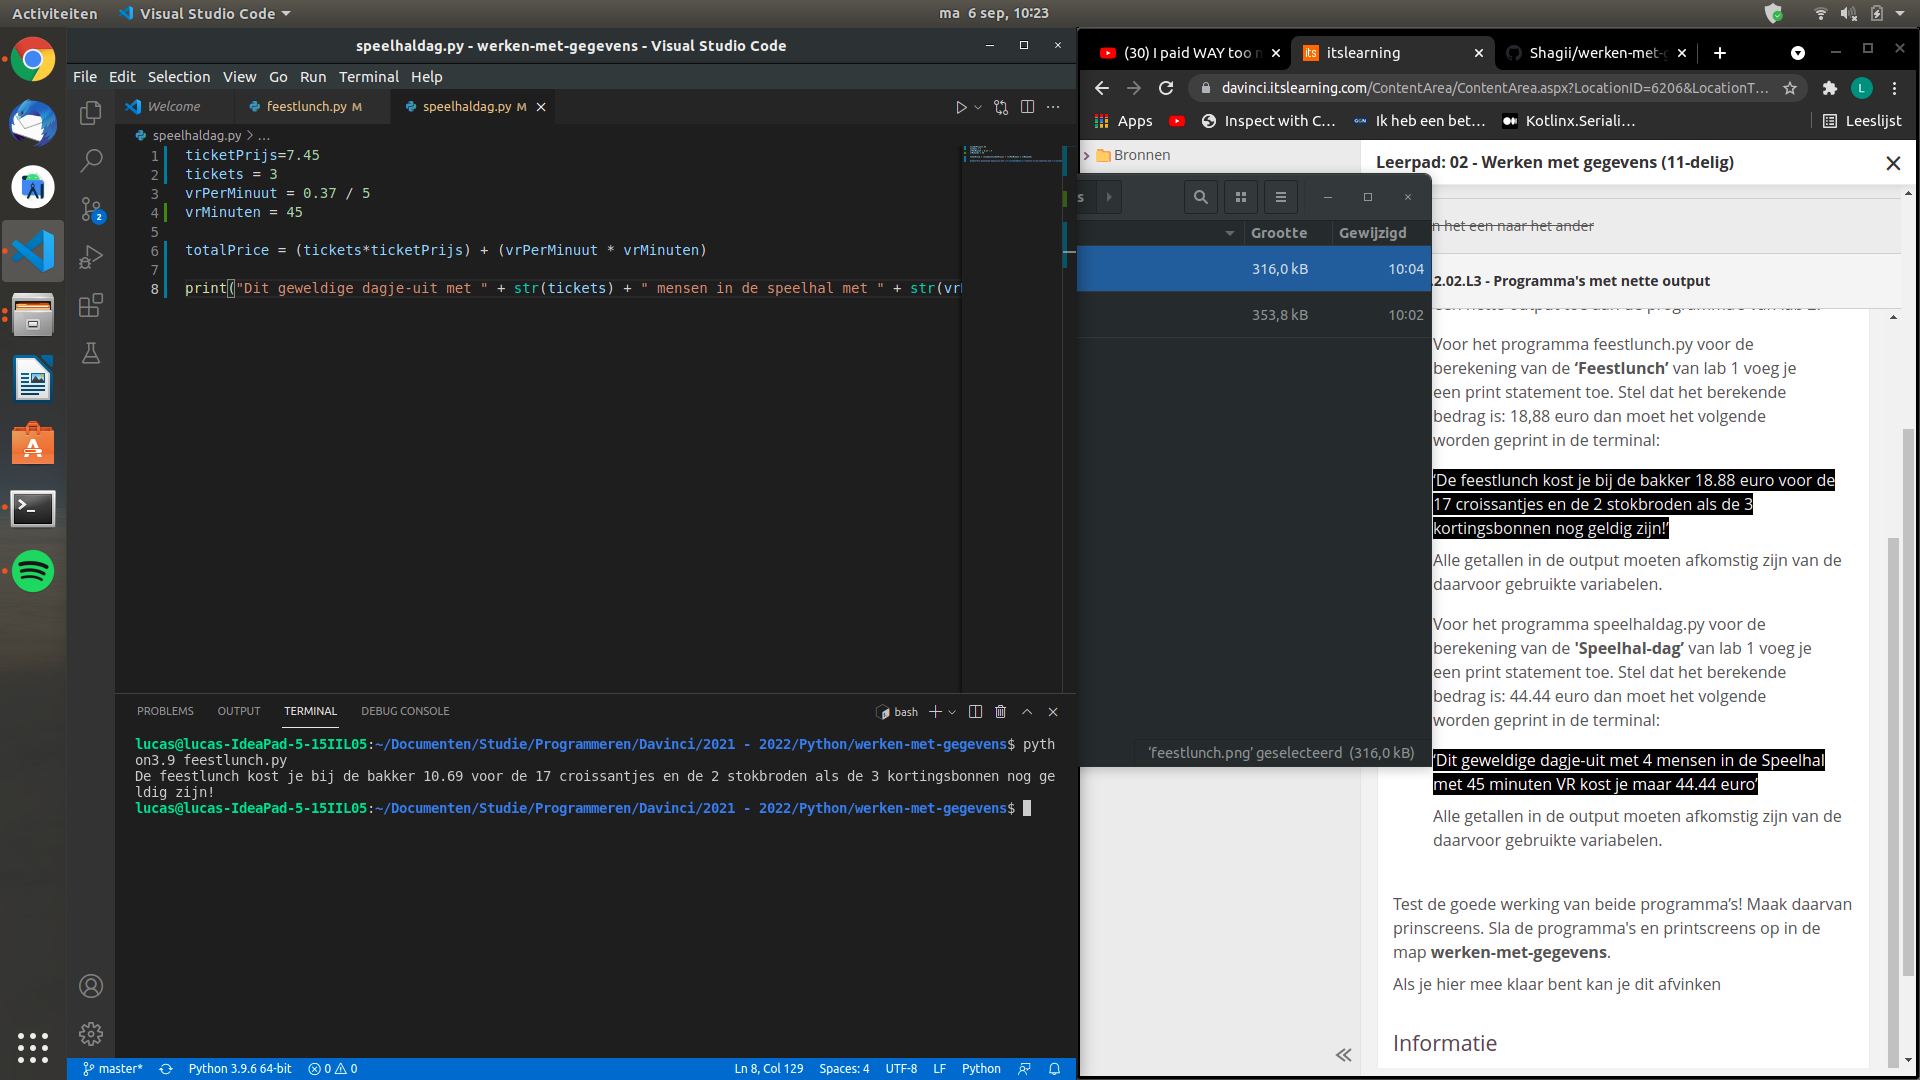 Activiteiten
Visual Studio Code
ma 6 sep, 10:23
speelhaldag.py - werken-met-gegevens - Visual Studio Code
File Edit Selection View Go Run Terminal Help
Welcome
feestlunch.py M
speelhaldag.py M
speelhaldag.py > ...
1 ticketPrijs=7.45
2 tickets = 3
3 vrPerMinuut = 0.37 / 5
4 vrMinuten = 45
5
6 totalPrice = (tickets*ticketPrijs) + (vrPerMinuut * vrMinuten)
7
8 print("Dit geweldige dagje-uit met " + str(tickets) + " mensen in de speelhal met " + str(vr
2
PROBLEMS OUTPUT TERMINAL DEBUG CONSOLE
bash
lucas@lucas-IdeaPad-5-15IIL05:~/Documenten/Studie/Programmeren/Davinci/2021 - 2022/Python/werken-met-gegevens$ pyth
on3.9 feestlunch.py
De feestlunch kost je bij de bakker 10.69 voor de 17 croissantjes en de 2 stokbroden als de 3 kortingsbonnen nog ge
ldig zijn!
lucas@lucas-IdeaPad-5-15IIL05:~/Documenten/Studie/Programmeren/Davinci/2021 - 2022/Python/werken-met-gegevens$
master*
Python 3.9.6 64-bit
0 0
Ln 8, Col 129
Spaces: 4
UTF-8
LF
Python
(30) I paid WAY too
its
itslearning
Shagii/werken-met-g
davinci.itslearning.com/ContentArea/ContentArea.aspx?LocationID=6206&LocationT...
L
Apps
Inspect with C...
Ik heb een bet...
Kotlinx.Seriali...
Leeslijst
Bronnen
Leerpad: 02 - Werken met gegevens (11-delig)
s
Grootte
Gewijzigd
316,0 kB
10:04
353,8 kB
10:02
'feestlunch.png' geselecteerd (316,0 kB)
n het een naar het ander
.2.02.L3 - Programma's met nette output
Voor het programma feestlunch.py voor de
berekening van de ‘Feestlunch’ van lab 1 voeg je
een print statement toe. Stel dat het berekende
bedrag is: 18,88 euro dan moet het volgende
worden geprint in de terminal:
‘De feestlunch kost je bij de bakker 18.88 euro voor de
17 croissantjes en de 2 stokbroden als de 3
kortingsbonnen nog geldig zijn!’
Alle getallen in de output moeten afkomstig zijn van de
daarvoor gebruikte variabelen.
Voor het programma speelhaldag.py voor de
berekening van de 'Speelhal-dag’ van lab 1 voeg je
een print statement toe. Stel dat het berekende
bedrag is: 44.44 euro dan moet het volgende
worden geprint in de terminal:
‘Dit geweldige dagje-uit met 4 mensen in de Speelhal
met 45 minuten VR kost je maar 44.44 euro’
Alle getallen in de output moeten afkomstig zijn van de
daarvoor gebruikte variabelen.
Test de goede werking van beide programma’s! Maak daarvan
prinscreens. Sla de programma's en printscreens op in de
map werken-met-gegevens.
Als je hier mee klaar bent kan je dit afvinken
Informatie